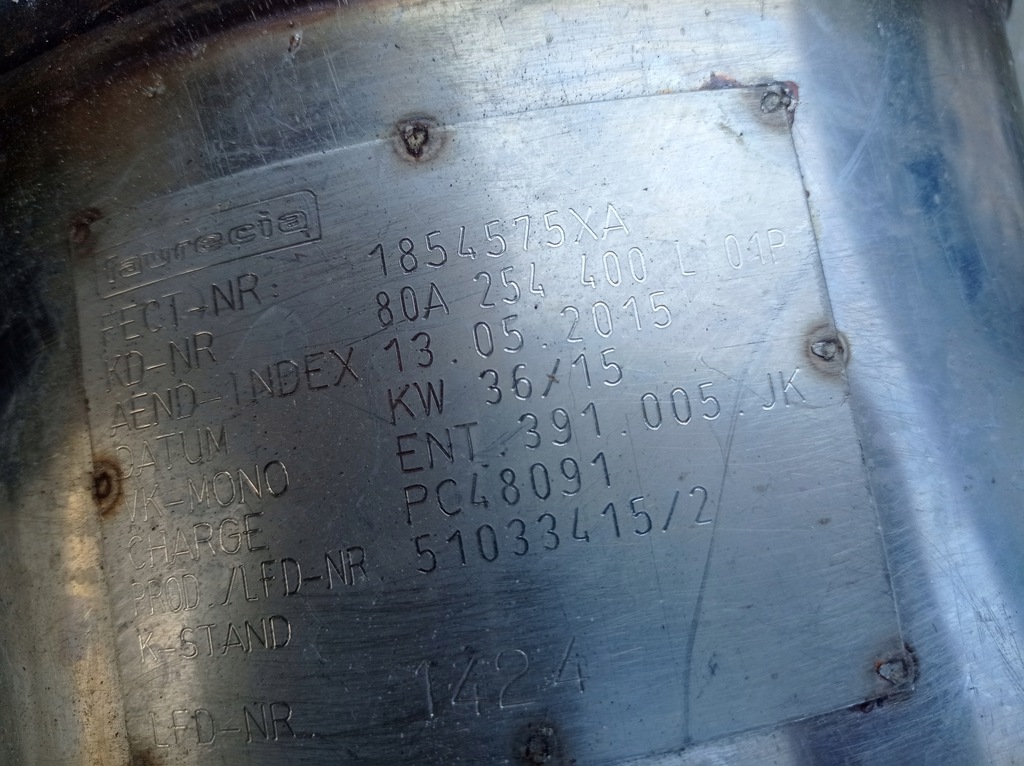 faurecia
FECT-NR: 1854575XA
KD-NR 80A 254 400 L 01P
AEND-INDEX 13.05.2015
DATUM KW 36/15
VK-MONO ENT.391.005.JK
CHARGE PC48091
PROD./LFD-NR. 51033415/2
K-STAND
LFD-NR. 1424